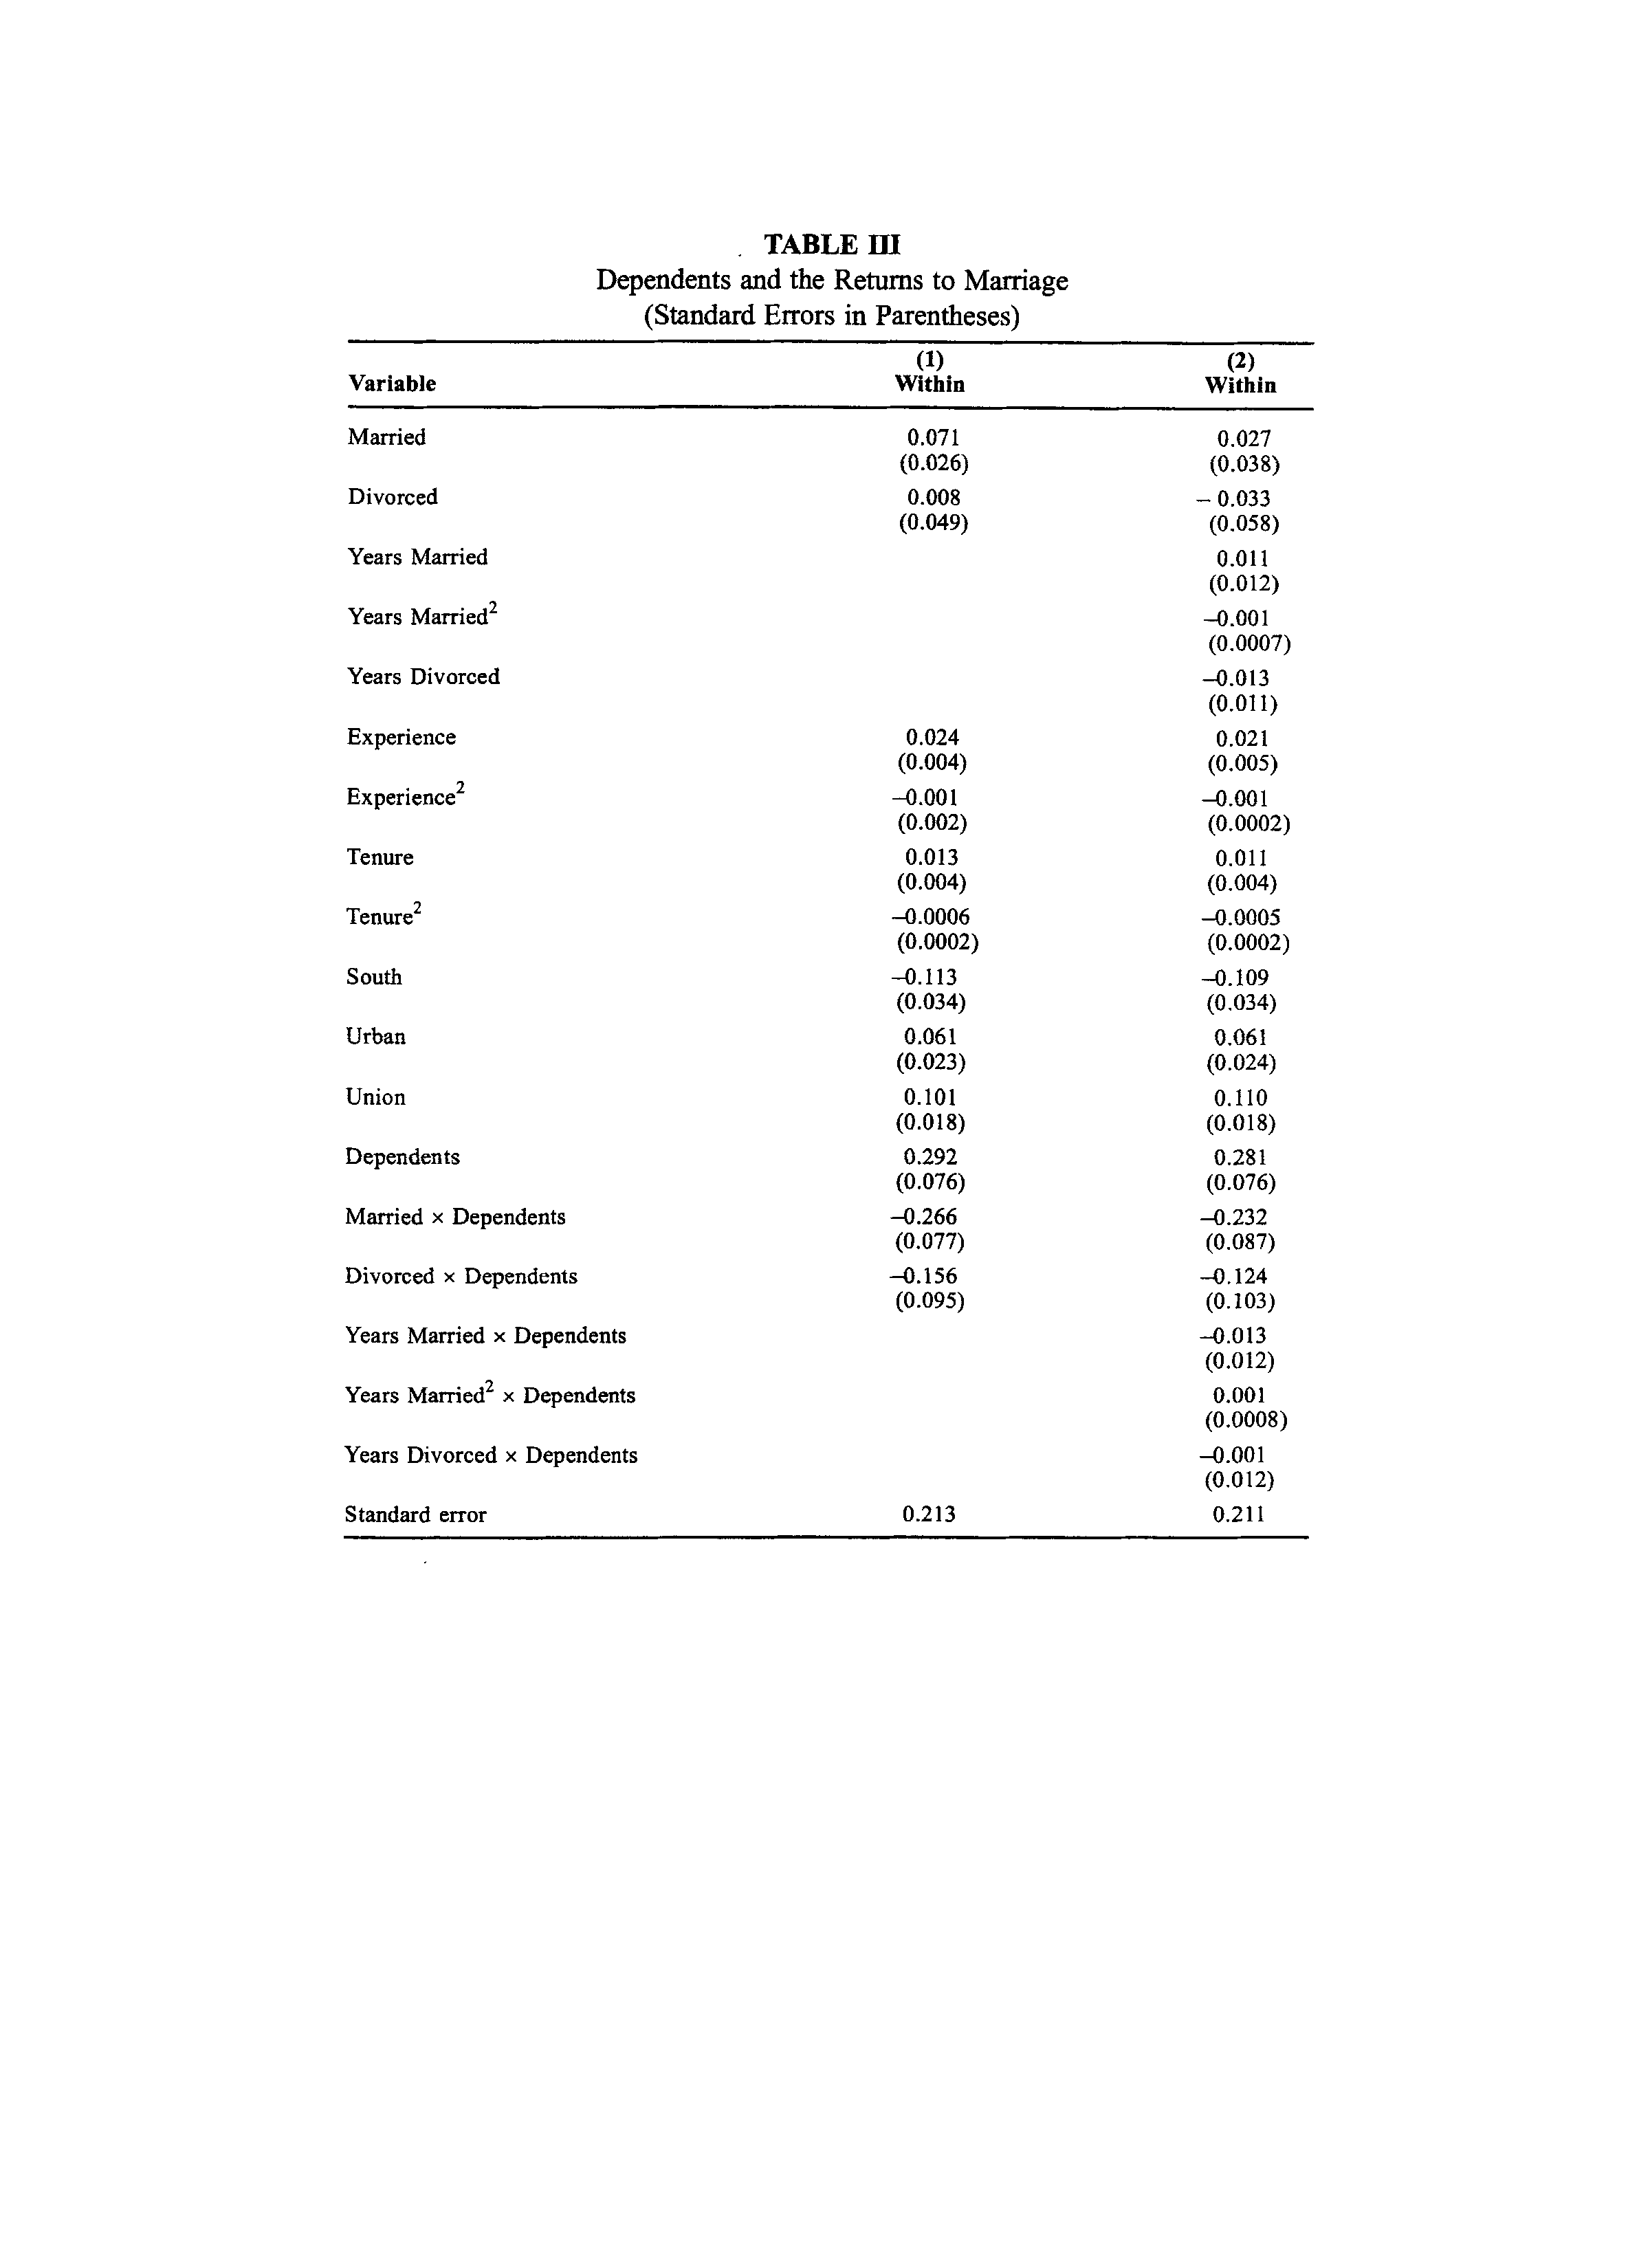 TABLE III
Dependents and the Returns to Marriage
(Standard Errors in Parentheses)
(1) (2)
Variable Within Within
Married 0.071 0.027
(0.026) (0.038)
Divorced 0.008 – 0.033
(0.049) (0.058)
Years Married 0.011
(0.012)
Years Married² –0.001
(0.0007)
Years Divorced –0.013
(0.011)
Experience 0.024 0.021
(0.004) (0.005)
Experience² –0.001 –0.001
(0.002) (0.0002)
Tenure 0.013 0.011
(0.004) (0.004)
Tenure² –0.0006 –0.0005
(0.0002) (0.0002)
South –0.113 –0.109
(0.034) (0.034)
Urban 0.061 0.061
(0.023) (0.024)
Union 0.101 0.110
(0.018) (0.018)
Dependents 0.292 0.281
(0.076) (0.076)
Married x Dependents –0.266 –0.232
(0.077) (0.087)
Divorced x Dependents –0.156 –0.124
(0.095) (0.103)
Years Married x Dependents –0.013
(0.012)
Years Married² x Dependents 0.001
(0.0008)
Years Divorced x Dependents –0.001
(0.012)
Standard error 0.213 0.211